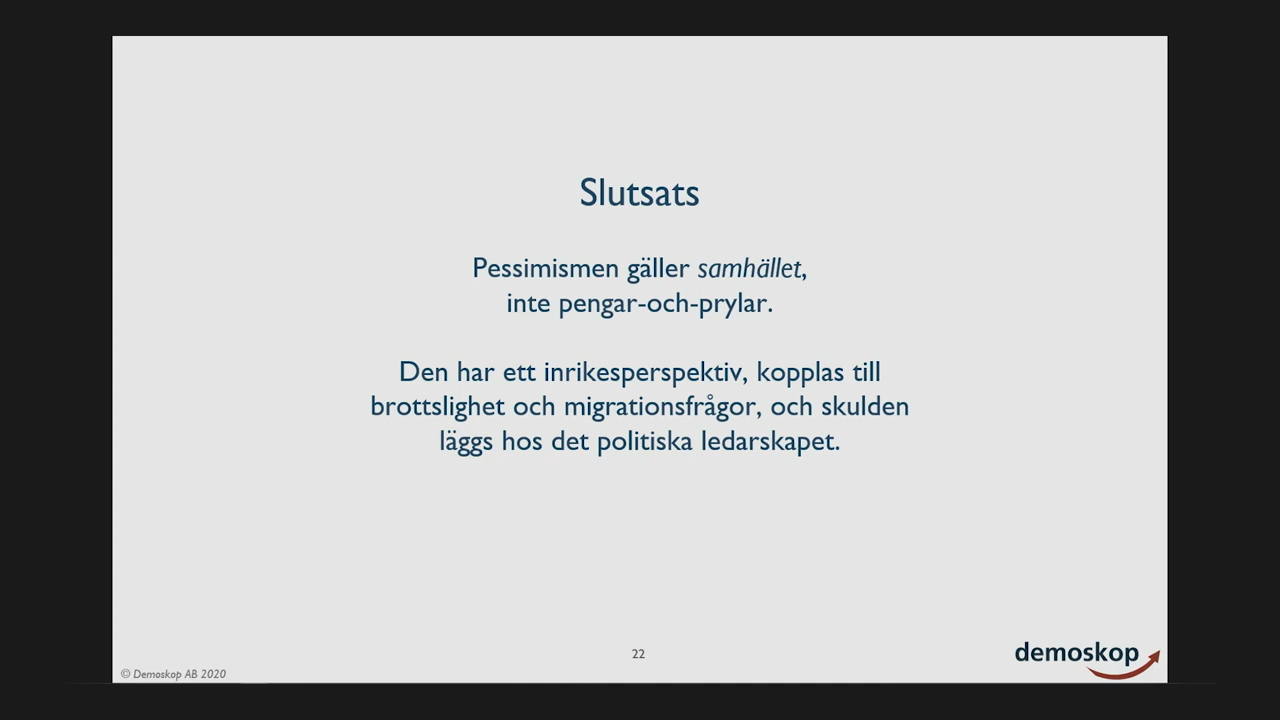 Slutsats
Pessimismen gäller samhället,
inte pengar-och-prylar.
Den har ett inrikesperspektiv, kopplas till
brottslighet och migrationsfrågor, och skulden
läggs hos det politiska ledarskapet.
22
demoskop
© Demoskop AB 2020